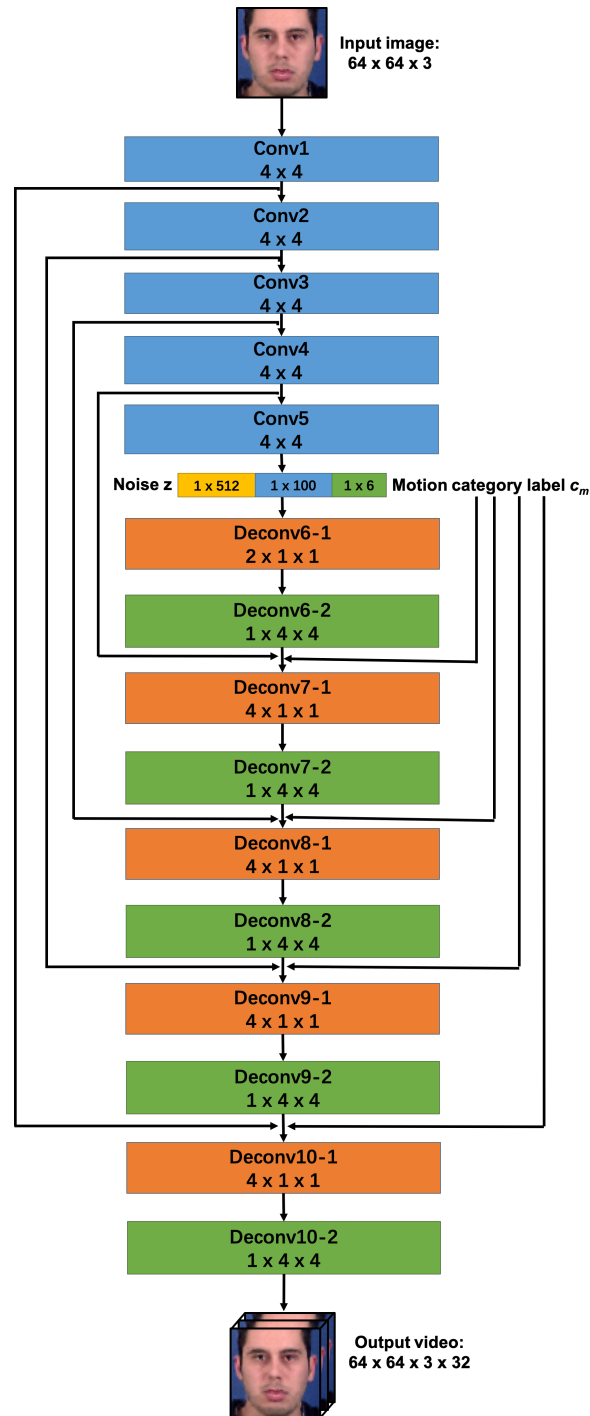 Input image:
64 x 64 x 3
Conv1
4 x 4
Conv2
4 x 4
Conv3
4 x 4
Conv4
4 x 4
Conv5
4 x 4
Noise z 1 x 512 1 x 100 1 x 6 Motion category label cₘ
Deconv6-1
2 x 1 x 1
Deconv6-2
1 x 4 x 4
Deconv7-1
4 x 1 x 1
Deconv7-2
1 x 4 x 4
Deconv8-1
4 x 1 x 1
Deconv8-2
1 x 4 x 4
Deconv9-1
4 x 1 x 1
Deconv9-2
1 x 4 x 4
Deconv10-1
4 x 1 x 1
Deconv10-2
1 x 4 x 4
Output video:
64 x 64 x 3 x 32